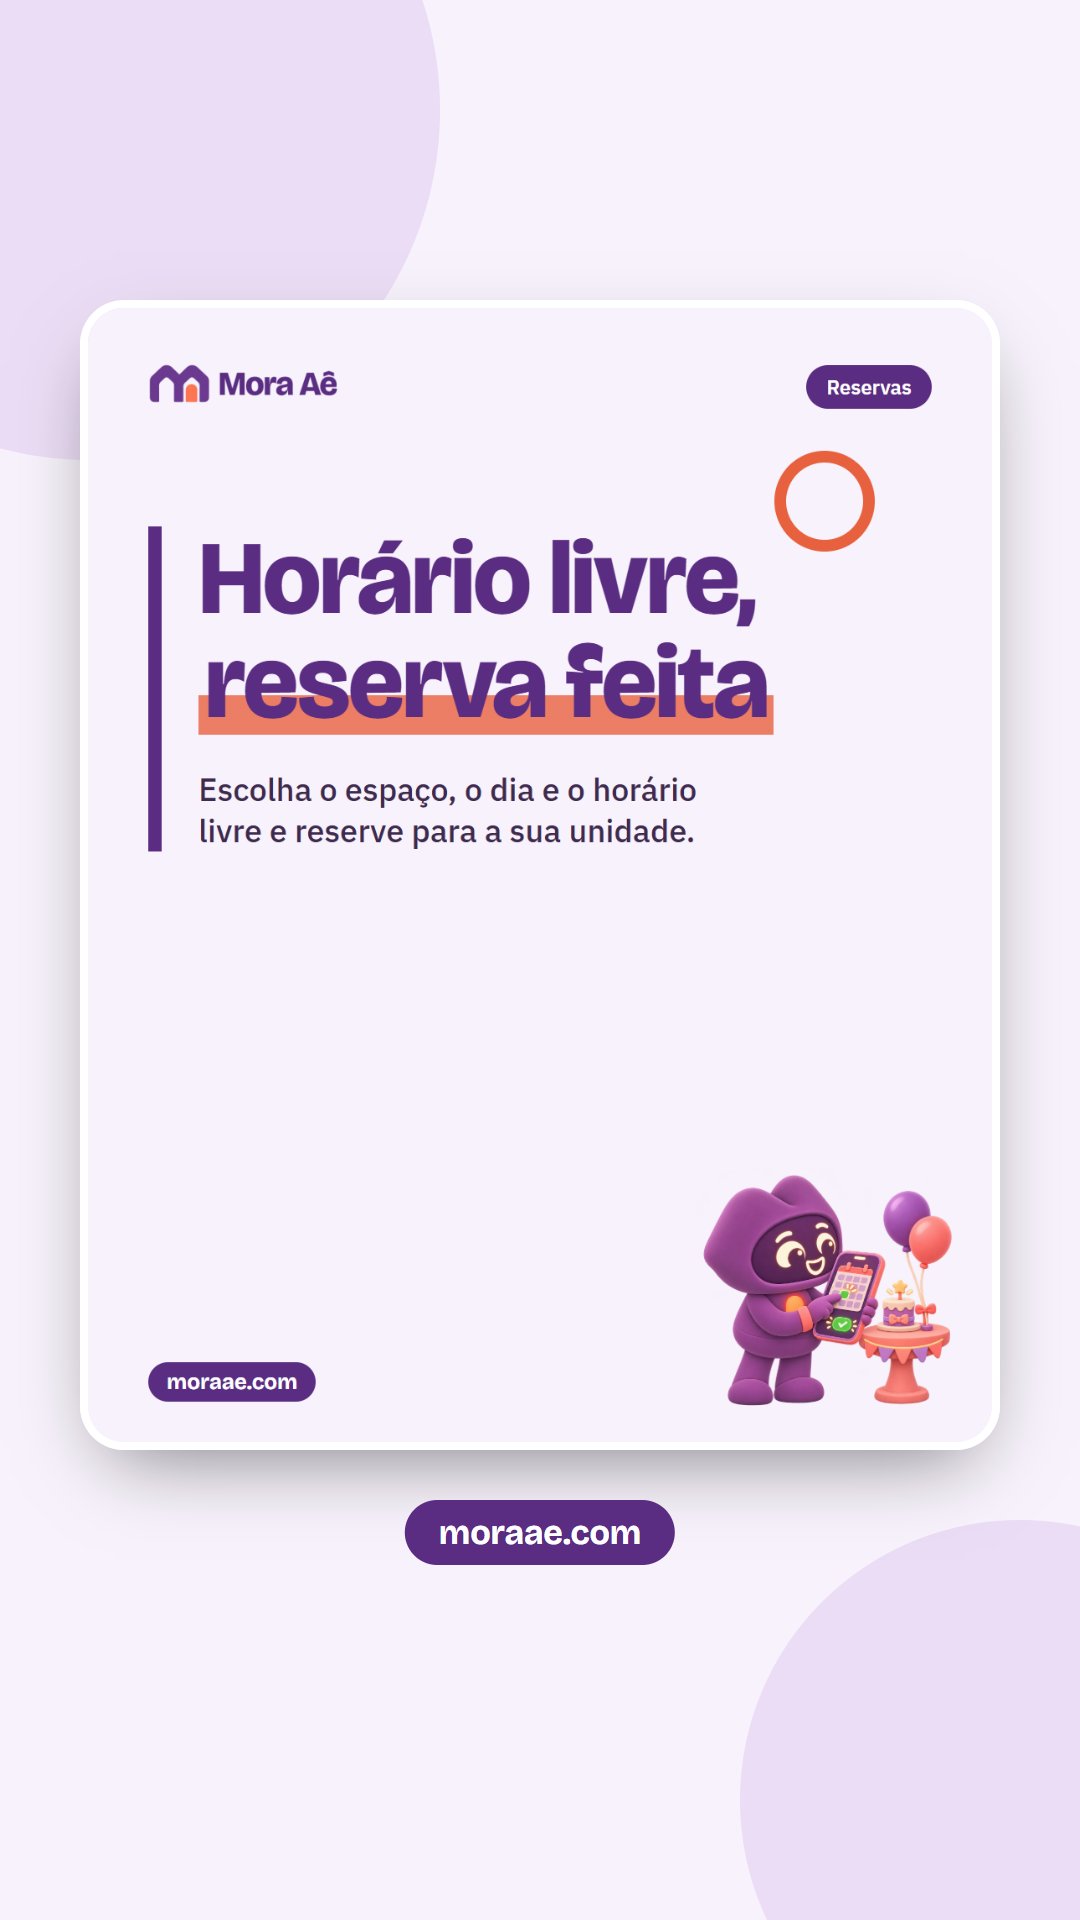 Mora Aê
Reservas
Horário livre,
reserva feita
Escolha o espaço, o dia e o horário
livre e reserve para a sua unidade.
moraae.com
moraae.com